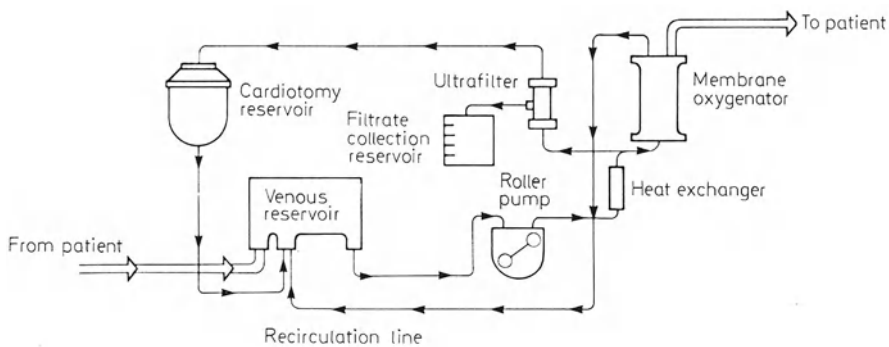 To patient
Ultrafilter
Membrane
oxygenator
Cardiotomy
reservoir
Filtrate
collection
reservoir
Roller
pump
Heat exchanger
Venous
reservoir
From patient
Recirculation line